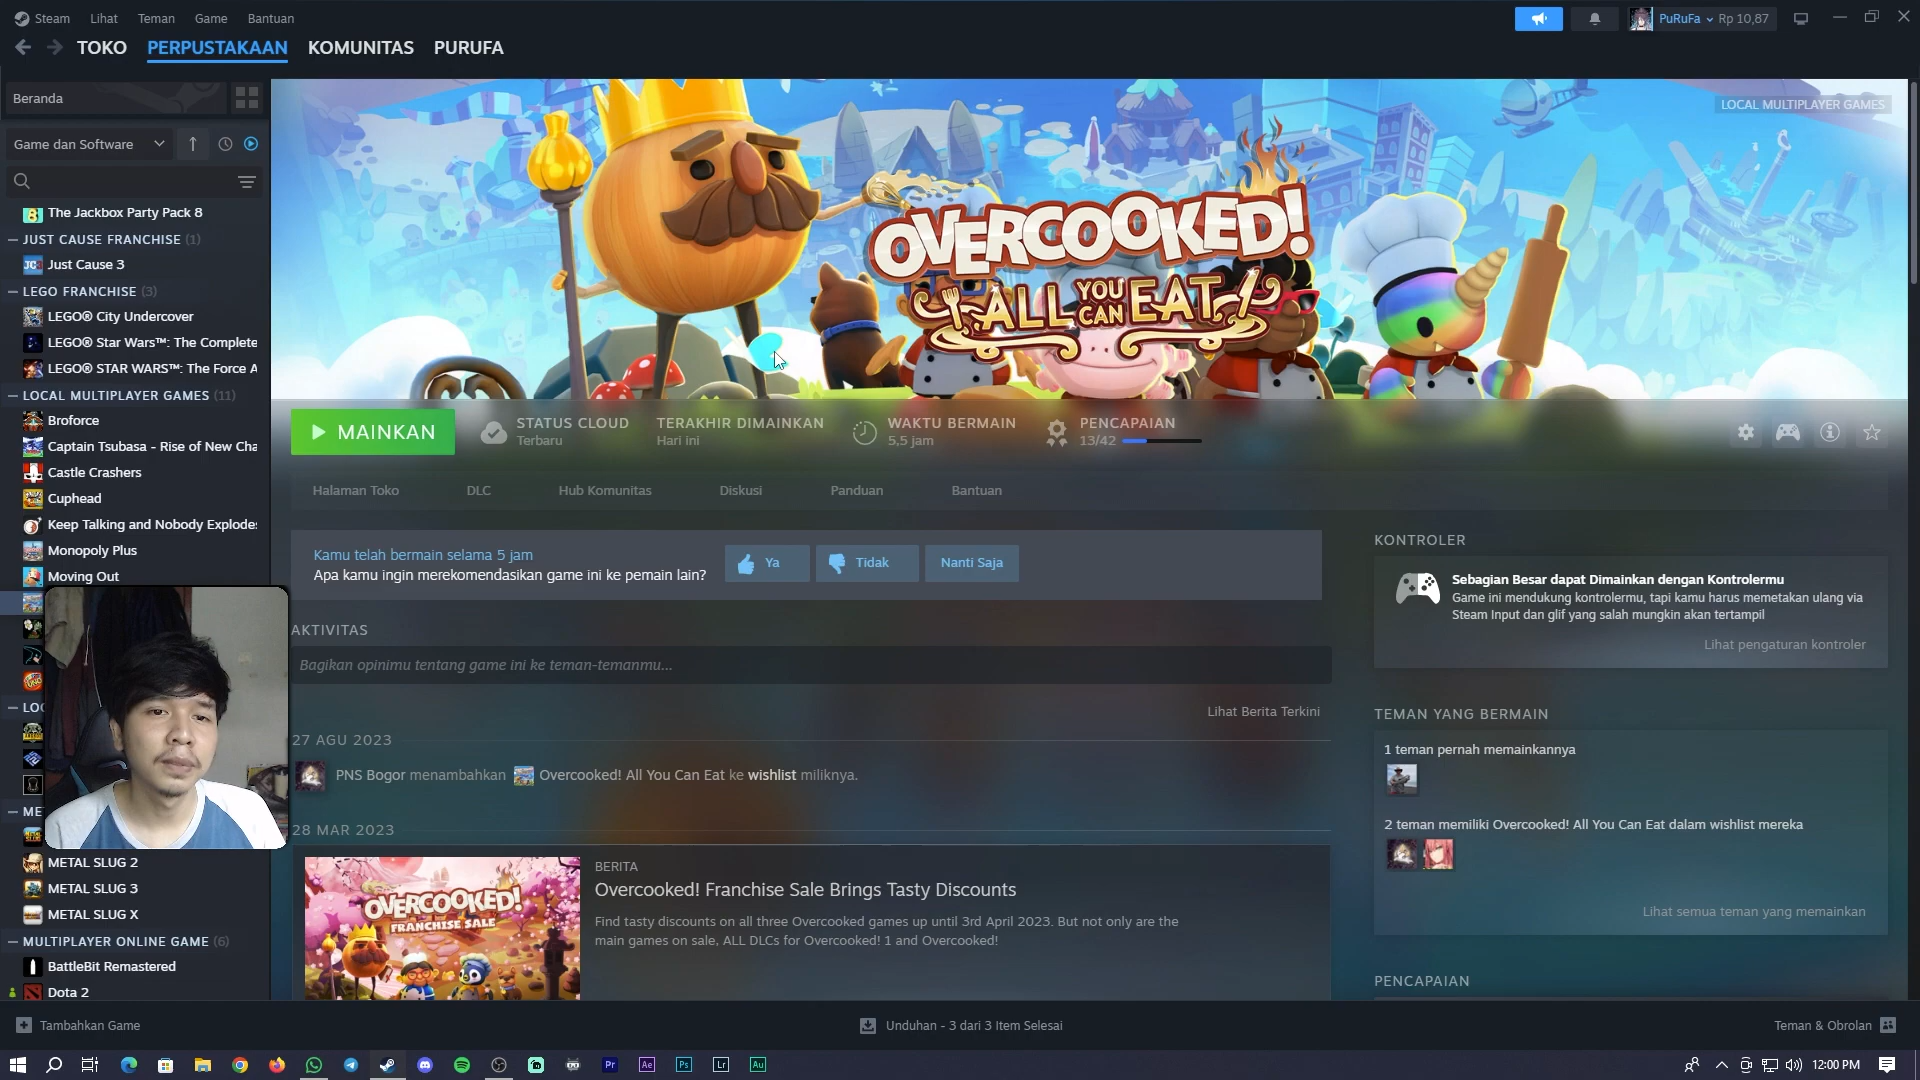 Steam Lihat Teman Game Bantuan
PuRuFa Rp 10,87
TOKO PERPUSTAKAAN KOMUNITAS PURUFA
Beranda
Game dan Software
The Jackbox Party Pack 8
JUST CAUSE FRANCHISE (1)
Just Cause 3
LEGO FRANCHISE (3)
LEGO® City Undercover
LEGO® Star Wars™: The Complete
LEGO® STAR WARS™: The Force A
LOCAL MULTIPLAYER GAMES (11)
Broforce
Captain Tsubasa - Rise of New Cha
Castle Crashers
Cuphead
Keep Talking and Nobody Explodes
Monopoly Plus
Moving Out
LOC
ME
METAL SLUG 2
METAL SLUG 3
METAL SLUG X
MULTIPLAYER ONLINE GAME (6)
BattleBit Remastered
Dota 2
LOCAL MULTIPLAYER GAMES
OVERCOOKED!
ALL YOU CAN EAT
MAINKAN
STATUS CLOUD
Terbaru
TERAKHIR DIMAINKAN
Hari ini
WAKTU BERMAIN
5,5 jam
PENCAPAIAN
13/42
Halaman Toko DLC Hub Komunitas Diskusi Panduan Bantuan
Kamu telah bermain selama 5 jam
Apa kamu ingin merekomendasikan game ini ke pemain lain?
Ya Tidak Nanti Saja
AKTIVITAS
Bagikan opinimu tentang game ini ke teman-temanmu...
Lihat Berita Terkini
27 AGU 2023
PNS Bogor menambahkan Overcooked! All You Can Eat ke wishlist miliknya.
28 MAR 2023
OVERCOOKED!
FRANCHISE SALE
BERITA
Overcooked! Franchise Sale Brings Tasty Discounts
Find tasty discounts on all three Overcooked games up until 3rd April 2023. But not only are the
main games on sale, ALL DLCs for Overcooked! 1 and Overcooked!
KONTROLER
Sebagian Besar dapat Dimainkan dengan Kontrolermu
Game ini mendukung kontrolermu, tapi kamu harus memetakan ulang via
Steam Input dan glif yang salah mungkin akan tertampil
Lihat pengaturan kontroler
TEMAN YANG BERMAIN
1 teman pernah memainkannya
2 teman memiliki Overcooked! All You Can Eat dalam wishlist mereka
Lihat semua teman yang memainkan
PENCAPAIAN
Tambahkan Game
Unduhan - 3 dari 3 Item Selesai
Teman & Obrolan
Pr Ae Ps Lr Au
12:00 PM